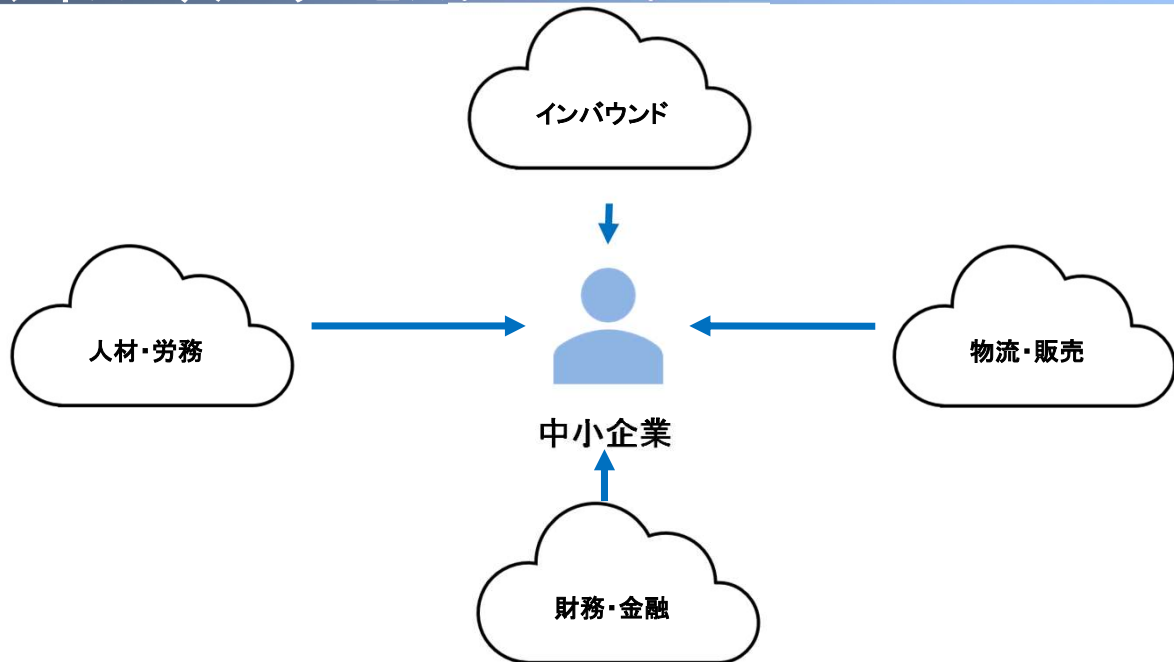 インバウンド
人材・労務
物流・販売
中小企業
財務・金融